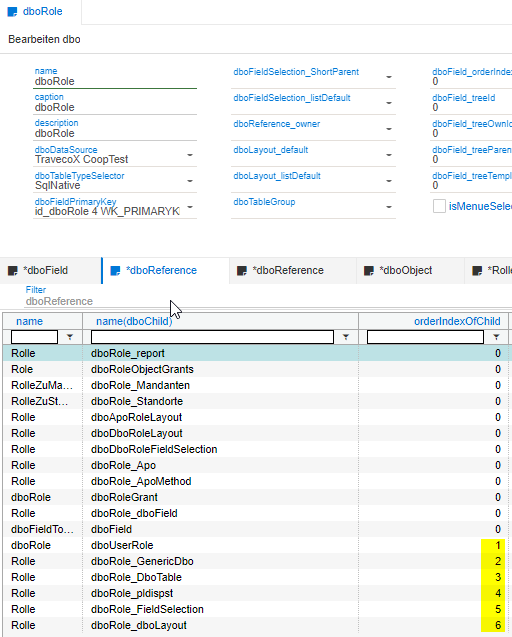 dboRole
Bearbeiten dbo
name
dboRole
caption
dboRole
description
dboRole
dboDataSource
TravecoX CoopTest
dboTableTypeSelector
SqlNative
dboFieldPrimaryKey
id_dboRole 4 WK_PRIMARYK
dboFieldSelection_ShortParent
dboFieldSelection_listDefault
dboReference_owner
dboLayout_default
dboLayout_listDefault
dboTableGroup
dboField_orderInde
0
dboField_treeId
0
dboField_treeOwnId
0
dboField_treeParen
0
dboField_treeTempl
0
isMenueSelec
*dboField *dboReference *dboReference *dboObject *Rolle
Filter
dboReference
name name(dboChild) orderIndexOfChild
Rolle dboRole_report 0
Role dboRoleObjectGrants 0
RolleZuMa... dboRole_Mandanten 0
RolleZuSt... dboRole_Standorte 0
Rolle dboApoRoleLayout 0
Rolle dboDboRoleLayout 0
Rolle dboDboRoleFieldSelection 0
Rolle dboRole_Apo 0
Rolle dboRole_ApoMethod 0
dboRole dboRoleGrant 0
Rolle dboRole_dboField 0
dboFieldTo... dboField 0
dboRole dboUserRole 1
Rolle dboRole_GenericDbo 2
Rolle dboRole_DboTable 3
Rolle dboRole_pldispst 4
Rolle dboRole_FieldSelection 5
Rolle dboRole_dboLayout 6